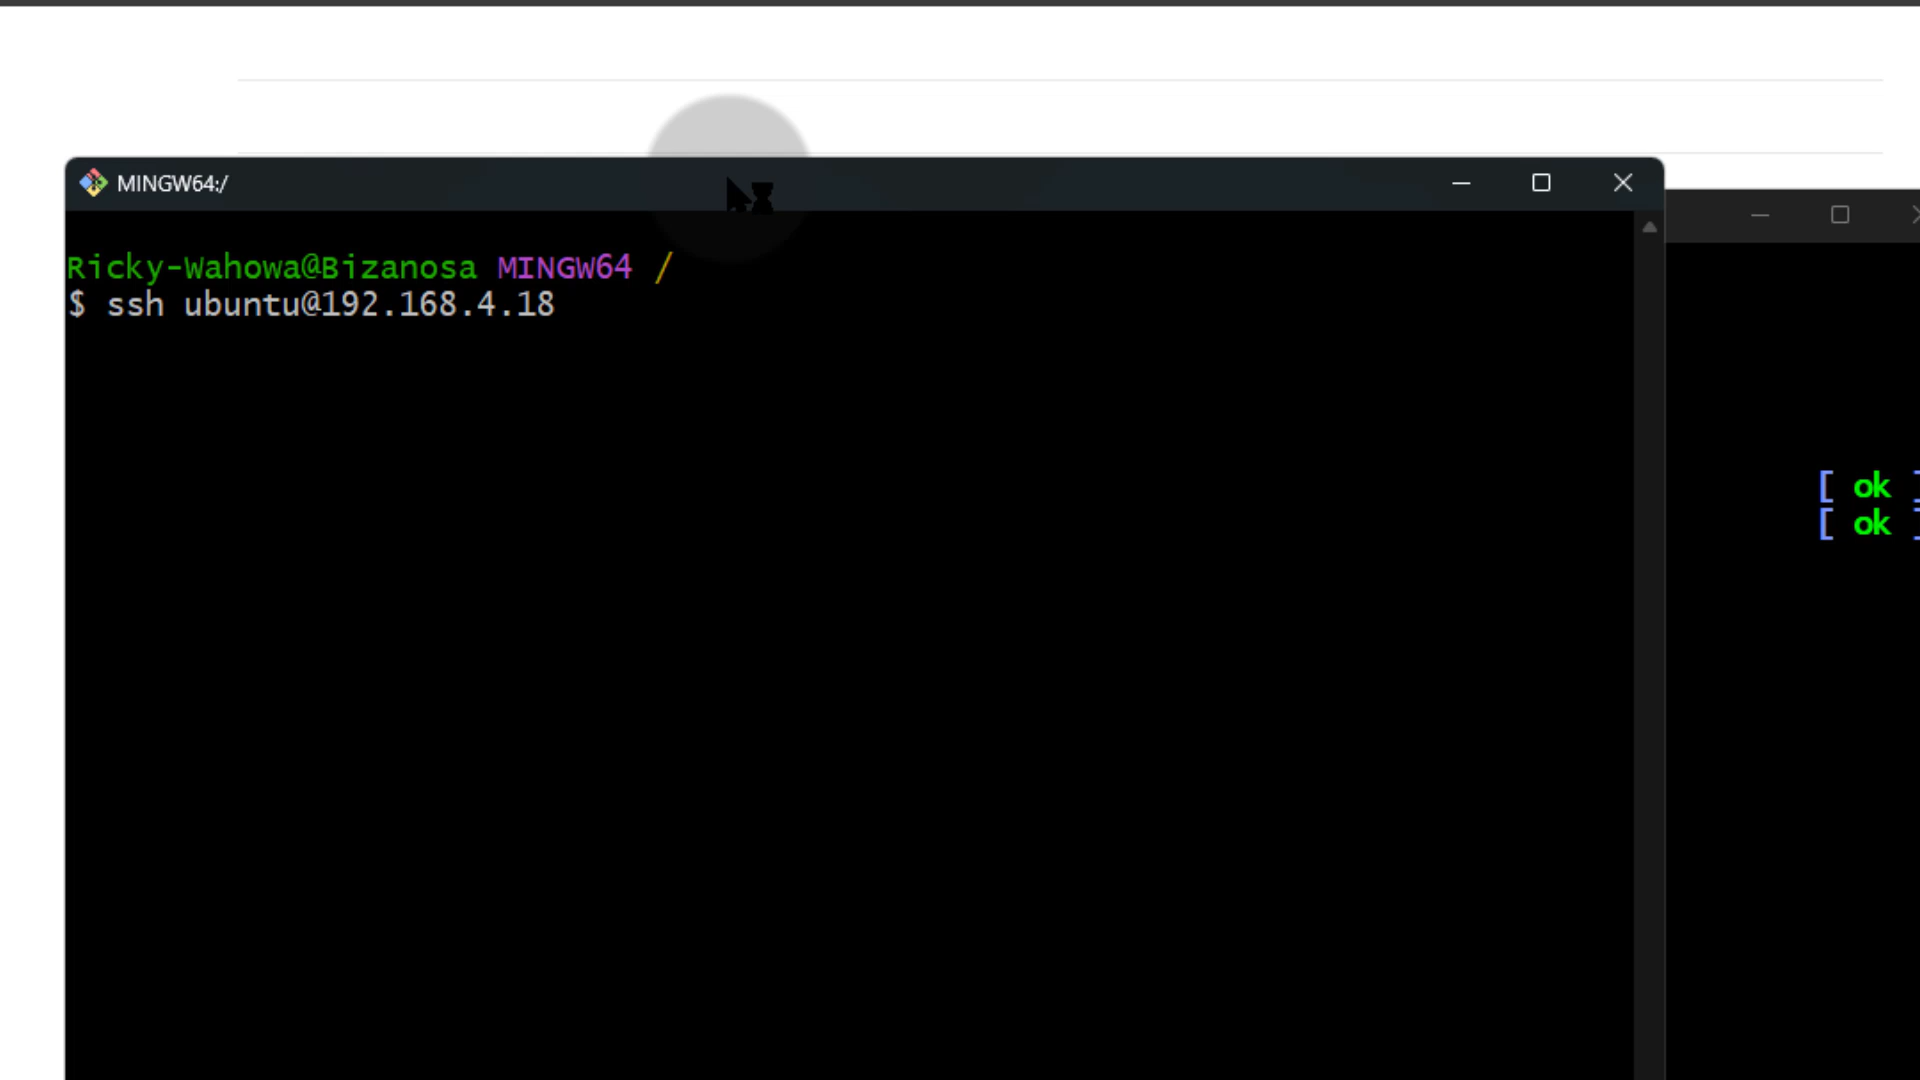 MINGW64:/
Ricky-Wahowa@Bizanosa MINGW64 /
$ ssh ubuntu@192.168.4.18
[ ok ]
[ ok ]